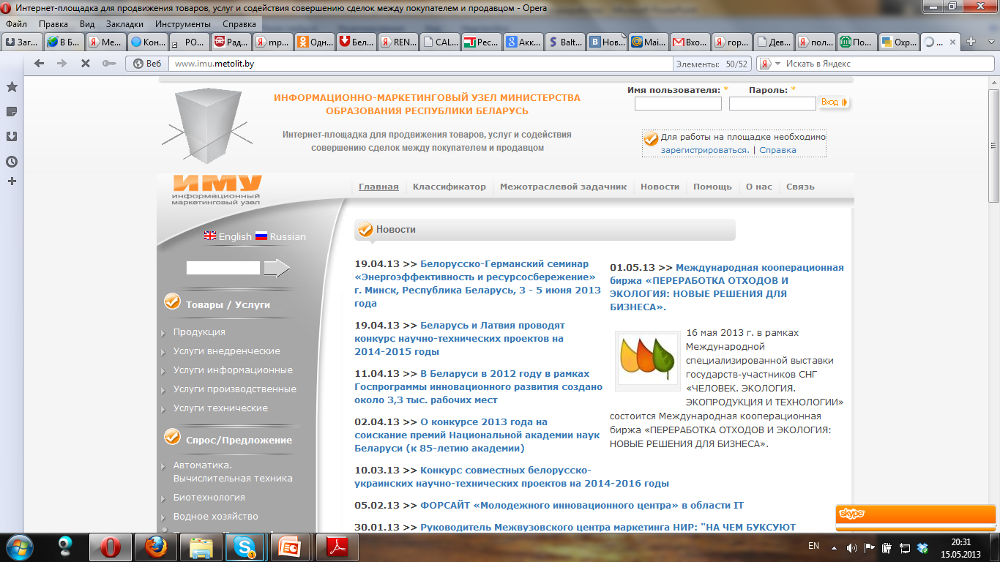 Интернет-площадка для продвижения товаров, услуг и содействия совершению сделок между покупателем и продавцом - Opera
Файл Правка Вид Закладки Инструменты Справка
Заг... В Б... Ме... Кон... РО... Рад... тр... Одн... Бел... REN... CAL... Рес... Акк... Balt... Нов... Mai... Вхо... гор... Дев... пол... По... Охр... ...
Веб www.imu.metolit.by Элементы: 50/52 Искать в Яндекс
ИНФОРМАЦИОННО-МАРКЕТИНГОВЫЙ УЗЕЛ МИНИСТЕРСТВА
ОБРАЗОВАНИЯ РЕСПУБЛИКИ БЕЛАРУСЬ
Интернет-площадка для продвижения товаров, услуг и содействия
совершению сделок между покупателем и продавцом
Имя пользователя: * Пароль: *
Вход
Для работы на площадке необходимо
зарегистрироваться. | Справка
ИМУ
информационный
маркетинговый узел
Главная Классификатор Межотраслевой задачник Новости Помощь О нас Связь
English Russian
Товары / Услуги
Продукция
Услуги внедренческие
Услуги информационные
Услуги производственные
Услуги технические
Спрос/Предложение
Автоматика.
Вычислительная техника
Биотехнология
Водное хозяйство
Новости
19.04.13 >> Белорусско-Германский семинар
«Энергоэффективность и ресурсосбережение»
г. Минск, Республика Беларусь, 3 - 5 июня 2013
года
19.04.13 >> Беларусь и Латвия проводят
конкурс научно-технических проектов на
2014-2015 годы
11.04.13 >> В Беларуси в 2012 году в рамках
Госпрограммы инновационного развития создано
около 3,3 тыс. рабочих мест
02.04.13 >> О конкурсе 2013 года на
соискание премий Национальной академии наук
Беларуси (к 85-летию академии)
10.03.13 >> Конкурс совместных белорусско-
украинских научно-технических проектов на 2014-2016 годы
05.02.13 >> ФОРСАЙТ «Молодежного инновационного центра» в области IT
30.01.13 >> Руководитель Межвузовского центра маркетинга НИР: "НА ЧЕМ БУКСУЮТ
01.05.13 >> Международная кооперационная
биржа «ПЕРЕРАБОТКА ОТХОДОВ И
ЭКОЛОГИЯ: НОВЫЕ РЕШЕНИЯ ДЛЯ
БИЗНЕСА».
16 мая 2013 г. в рамках
Международной
специализированной выставки
государств-участников СНГ
«ЧЕЛОВЕК. ЭКОЛОГИЯ.
ЭКОПРОДУКЦИЯ И ТЕХНОЛОГИИ»
состоится Международная кооперационная
биржа «ПЕРЕРАБОТКА ОТХОДОВ И ЭКОЛОГИЯ:
НОВЫЕ РЕШЕНИЯ ДЛЯ БИЗНЕСА».
skype
EN 20:31
15.05.2013